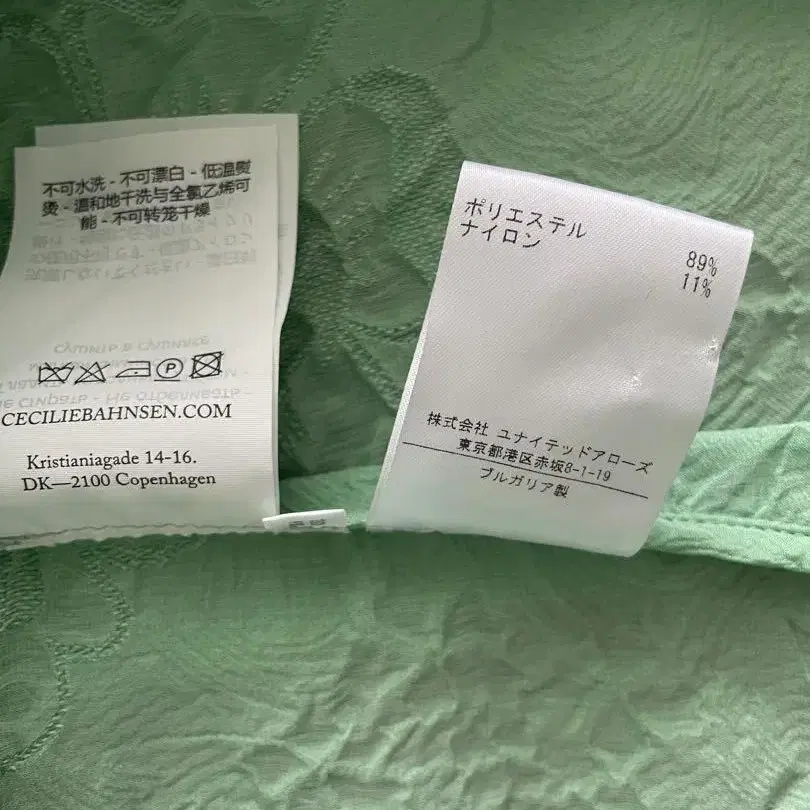 不可水洗 - 不可漂白 - 低温熨
烫 - 温和地干洗与全氯乙烯可
能 - 不可转笼干燥
P
CECILIEBAHNSEN.COM
Kristianiagade 14-16.
DK—2100 Copenhagen
ポリエステル 89%
ナイロン 11%
株式会社 ユナイテッドアローズ
東京都港区赤坂8-1-19
ブルガリア製